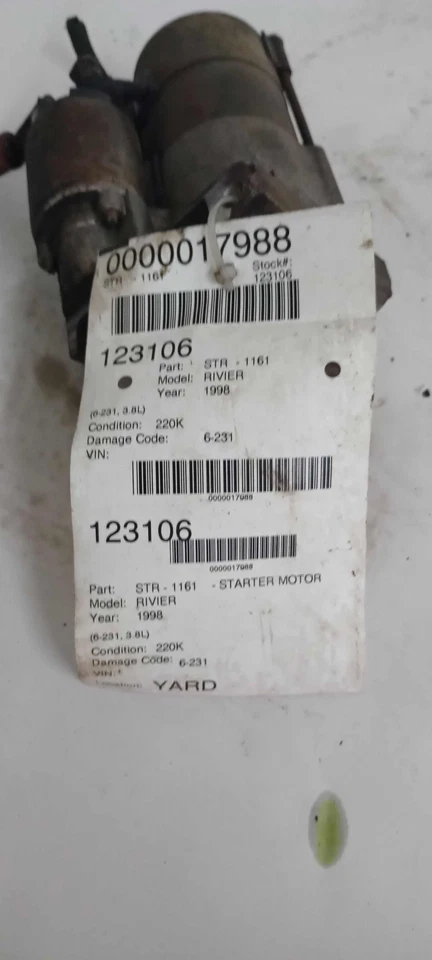 0000017988
STR - 1161
Stock#:
123106
123106
Part: STR - 1161
Model: RIVIER
Year: 1998
(6-231, 3.8L)
Condition: 220K
Damage Code: 6-231
VIN:
0000017988
123106
0000017988
Part: STR - 1161 - STARTER MOTOR
Model: RIVIER
Year: 1998
(6-231, 3.8L)
Condition: 220K
Damage Code: 6-231
VIN:
Location: YARD